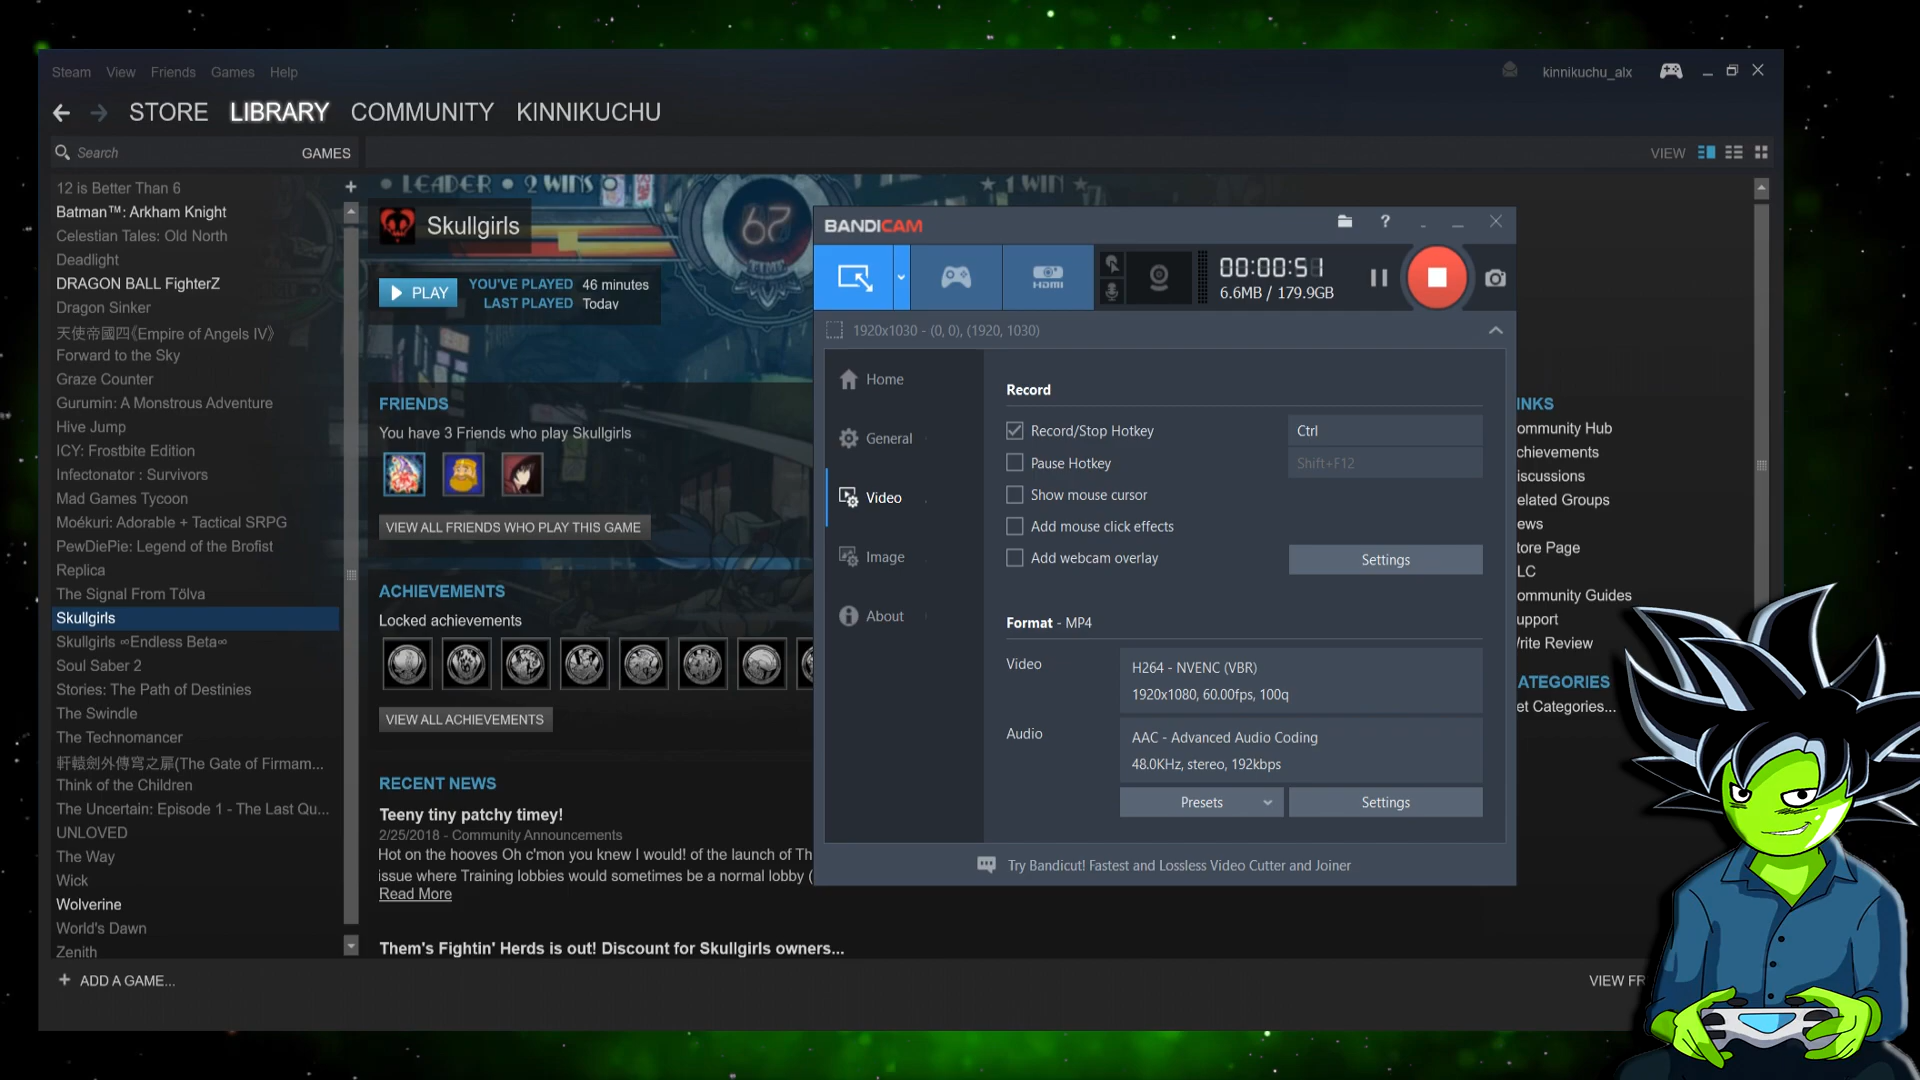 Steam View Friends Games Help
kinnikuchu_alx
STORE LIBRARY COMMUNITY KINNIKUCHU
Search GAMES
VIEW
12 is Better Than 6
Batman™: Arkham Knight
Celestian Tales: Old North
Deadlight
DRAGON BALL FighterZ
Dragon Sinker
天使帝國四《Empire of Angels IV》
Forward to the Sky
Graze Counter
Gurumin: A Monstrous Adventure
Hive Jump
ICY: Frostbite Edition
Infectonator : Survivors
Mad Games Tycoon
Moékuri: Adorable + Tactical SRPG
PewDiePie: Legend of the Brofist
Replica
The Signal From Tölva
Skullgirls
Skullgirls ∞Endless Beta∞
Soul Saber 2
Stories: The Path of Destinies
The Swindle
The Technomancer
軒轅劍外傳穹之扉(The Gate of Firmam...
Think of the Children
The Uncertain: Episode 1 - The Last Qu...
UNLOVED
The Way
Wick
Wolverine
World's Dawn
Zenith
+ ADD A GAME...
LEADER • 2 WINS
1 WIN
67
TIME
Skullgirls
PLAY
YOU'VE PLAYED 46 minutes
LAST PLAYED Today
FRIENDS
You have 3 Friends who play Skullgirls
VIEW ALL FRIENDS WHO PLAY THIS GAME
ACHIEVEMENTS
Locked achievements
VIEW ALL ACHIEVEMENTS
RECENT NEWS
Teeny tiny patchy timey!
2/25/2018 - Community Announcements
Hot on the hooves Oh c'mon you knew I would! of the launch of Th
issue where Training lobbies would sometimes be a normal lobby (
Read More
Them's Fightin' Herds is out! Discount for Skullgirls owners...
BANDICAM
?
HDMI
00:00:51
6.6MB / 179.9GB
1920x1030 - (0, 0), (1920, 1030)
Home
General
Video
Image
About
Record
Record/Stop Hotkey Ctrl
Pause Hotkey Shift+F12
Show mouse cursor
Add mouse click effects
Add webcam overlay Settings
Format - MP4
Video
H264 - NVENC (VBR)
1920x1080, 60.00fps, 100q
Audio
AAC - Advanced Audio Coding
48.0KHz, stereo, 192kbps
Presets Settings
Try Bandicut! Fastest and Lossless Video Cutter and Joiner
INKS
ommunity Hub
chievements
iscussions
elated Groups
ews
tore Page
LC
ommunity Guides
upport
rite Review
ATEGORIES
et Categories...
VIEW FR